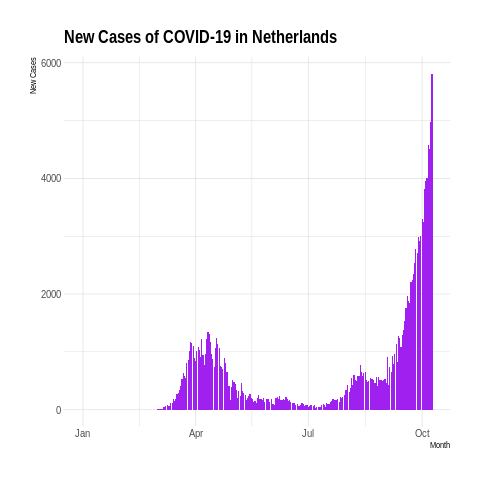 New Cases of COVID-19 in Netherlands
New Cases
6000
4000
2000
0
Jan Apr Jul Oct
Month